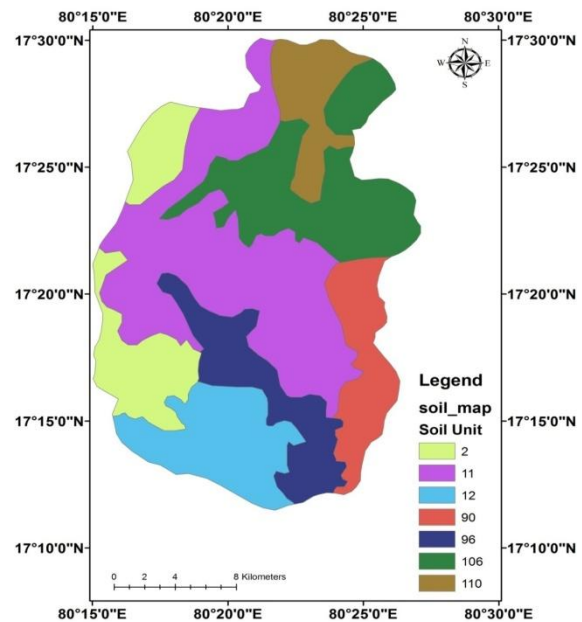 80°15'0"E 80°20'0"E 80°25'0"E 80°30'0"E
17°30'0"N 17°30'0"N
N
W E
S
17°25'0"N 17°25'0"N
17°20'0"N 17°20'0"N
Legend
soil_map
17°15'0"N 17°15'0"N
Soil Unit
2
11
12
90
96
106
110
17°10'0"N 17°10'0"N
0 2 4 8 Kilometers
80°15'0"E 80°20'0"E 80°25'0"E 80°30'0"E